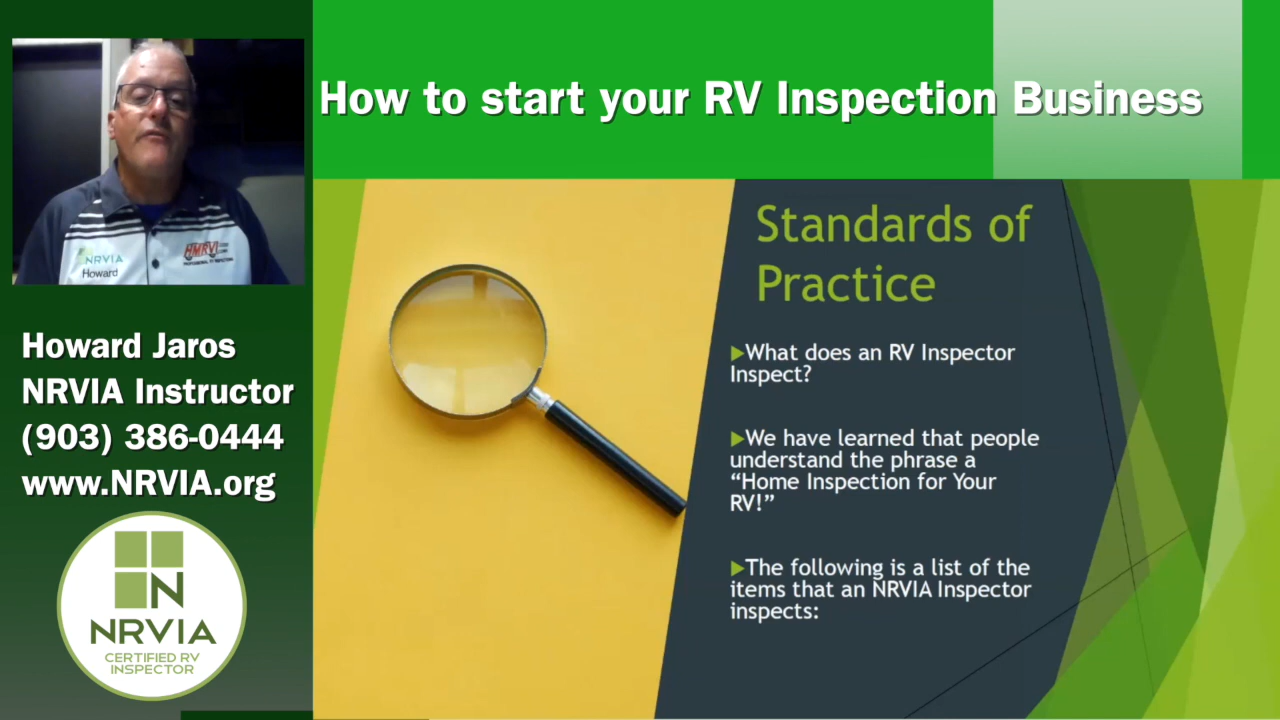 How to start your RV Inspection Business
NRVIA
Howard
HMRVI
Howard Jaros
NRVIA Instructor
(903) 386-0444
www.NRVIA.org
N
NRVIA
CERTIFIED RV
INSPECTOR
Standards of
Practice
What does an RV Inspector
Inspect?
We have learned that people
understand the phrase a
“Home Inspection for Your
RV!”
The following is a list of the
items that an NRVIA Inspector
inspects: